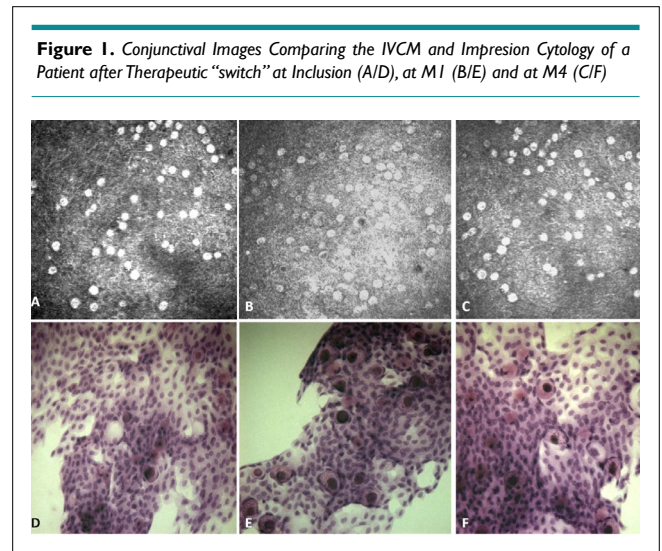 Figure 1. Conjunctival Images Comparing the IVCM and Impresion Cytology of a
Patient after Therapeutic “switch” at Inclusion (A/D), at M1 (B/E) and at M4 (C/F)
A B C
D E F